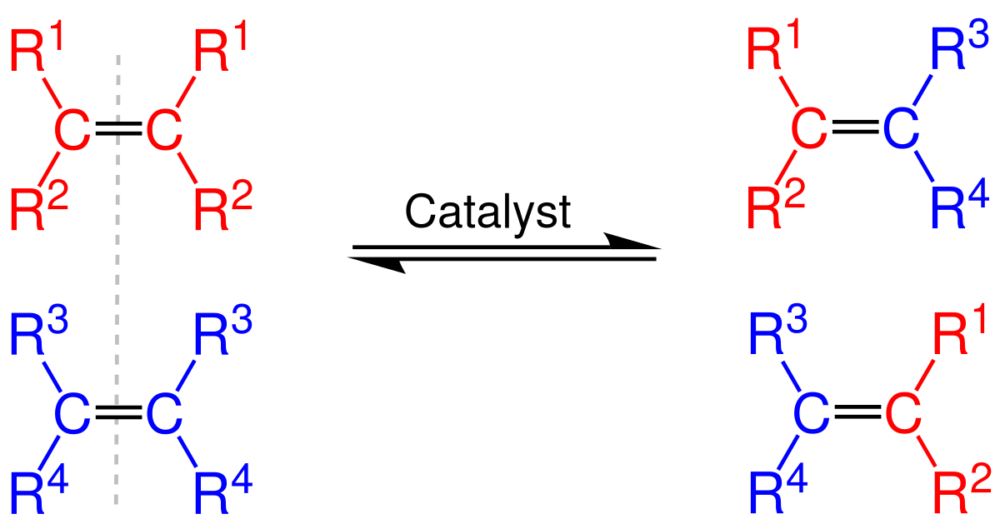 R¹ R¹ R¹ R³
C C C C
R² R² R² R⁴
Catalyst
R³ R³ R³ R¹
C C C C
R⁴ R⁴ R⁴ R²